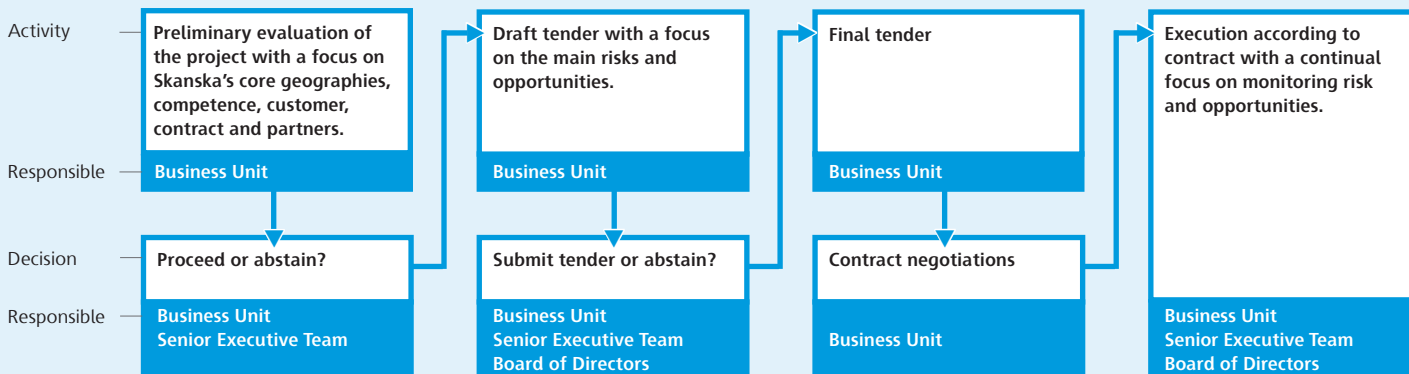 Activity
Preliminary evaluation of
the project with a focus on
Skanska's core geographies,
competence, customer,
contract and partners.
Draft tender with a focus
on the main risks and
opportunities.
Final tender
Execution according to
contract with a continual
focus on monitoring risk
and opportunities.
Responsible
Business Unit
Business Unit
Business Unit
Decision
Proceed or abstain?
Submit tender or abstain?
Contract negotiations
Responsible
Business Unit
Senior Executive Team
Business Unit
Senior Executive Team
Board of Directors
Business Unit
Business Unit
Senior Executive Team
Board of Directors